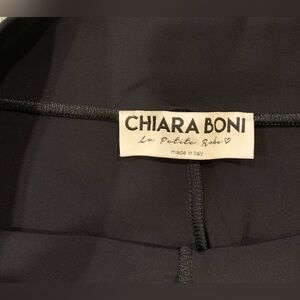 CHIARA BONI
La Petite Robe ♡
made in Italy